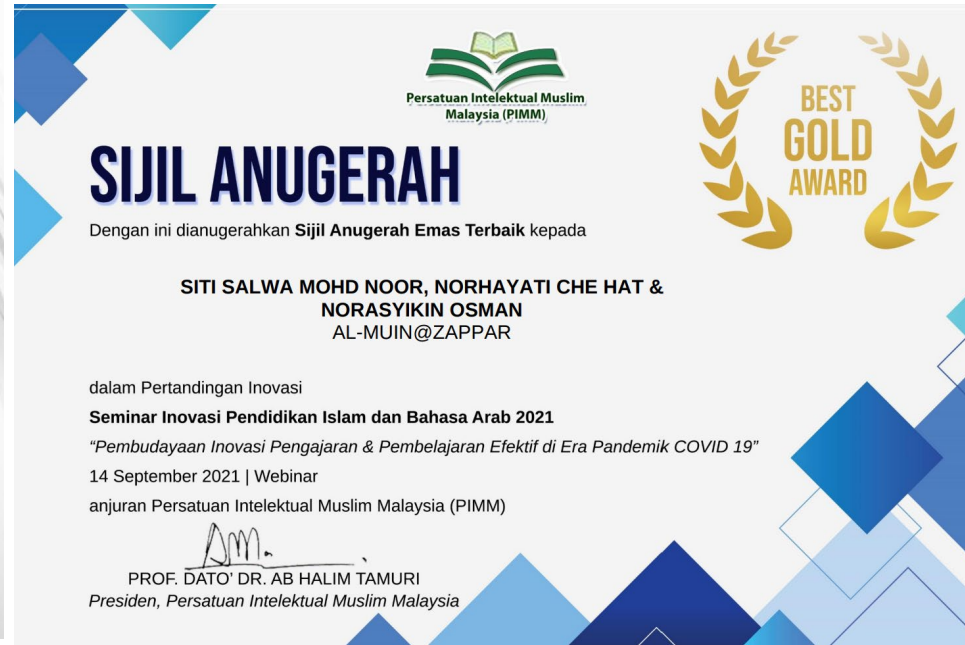 Persatuan Intelektual Muslim
Malaysia (PIMM)
BEST
GOLD
AWARD
SIJIL ANUGERAH
Dengan ini dianugerahkan Sijil Anugerah Emas Terbaik kepada
SITI SALWA MOHD NOOR, NORHAYATI CHE HAT &
NORASYIKIN OSMAN
AL-MUIN@ZAPPAR
dalam Pertandingan Inovasi
Seminar Inovasi Pendidikan Islam dan Bahasa Arab 2021
“Pembudayaan Inovasi Pengajaran & Pembelajaran Efektif di Era Pandemik COVID 19”
14 September 2021 | Webinar
anjuran Persatuan Intelektual Muslim Malaysia (PIMM)
PROF. DATO' DR. AB HALIM TAMURI
Presiden, Persatuan Intelektual Muslim Malaysia